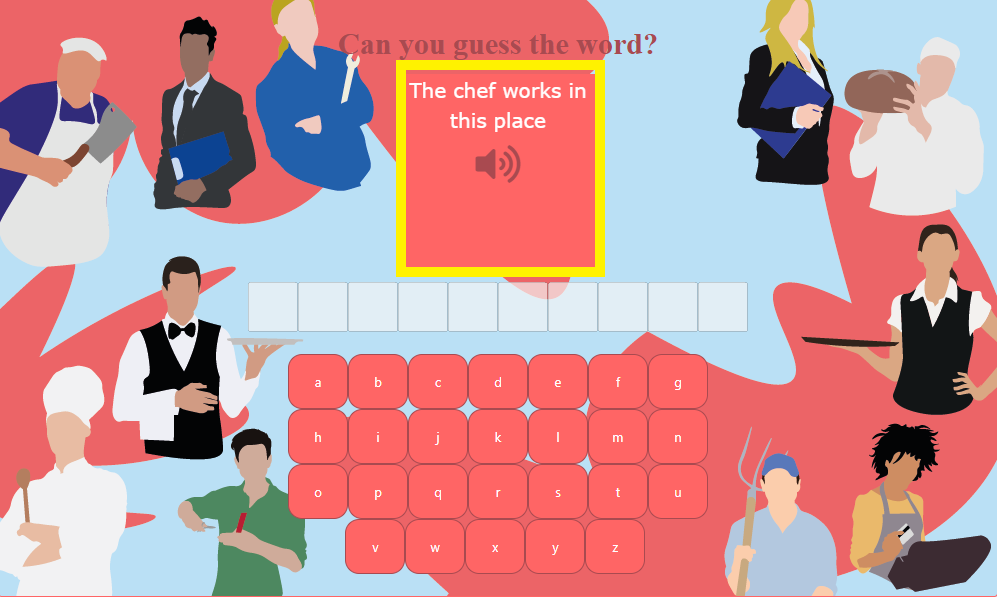 Can you guess the word?
The chef works in
this place
a b c d e f g
h i j k l m n
o p q r s t u
v w x y z